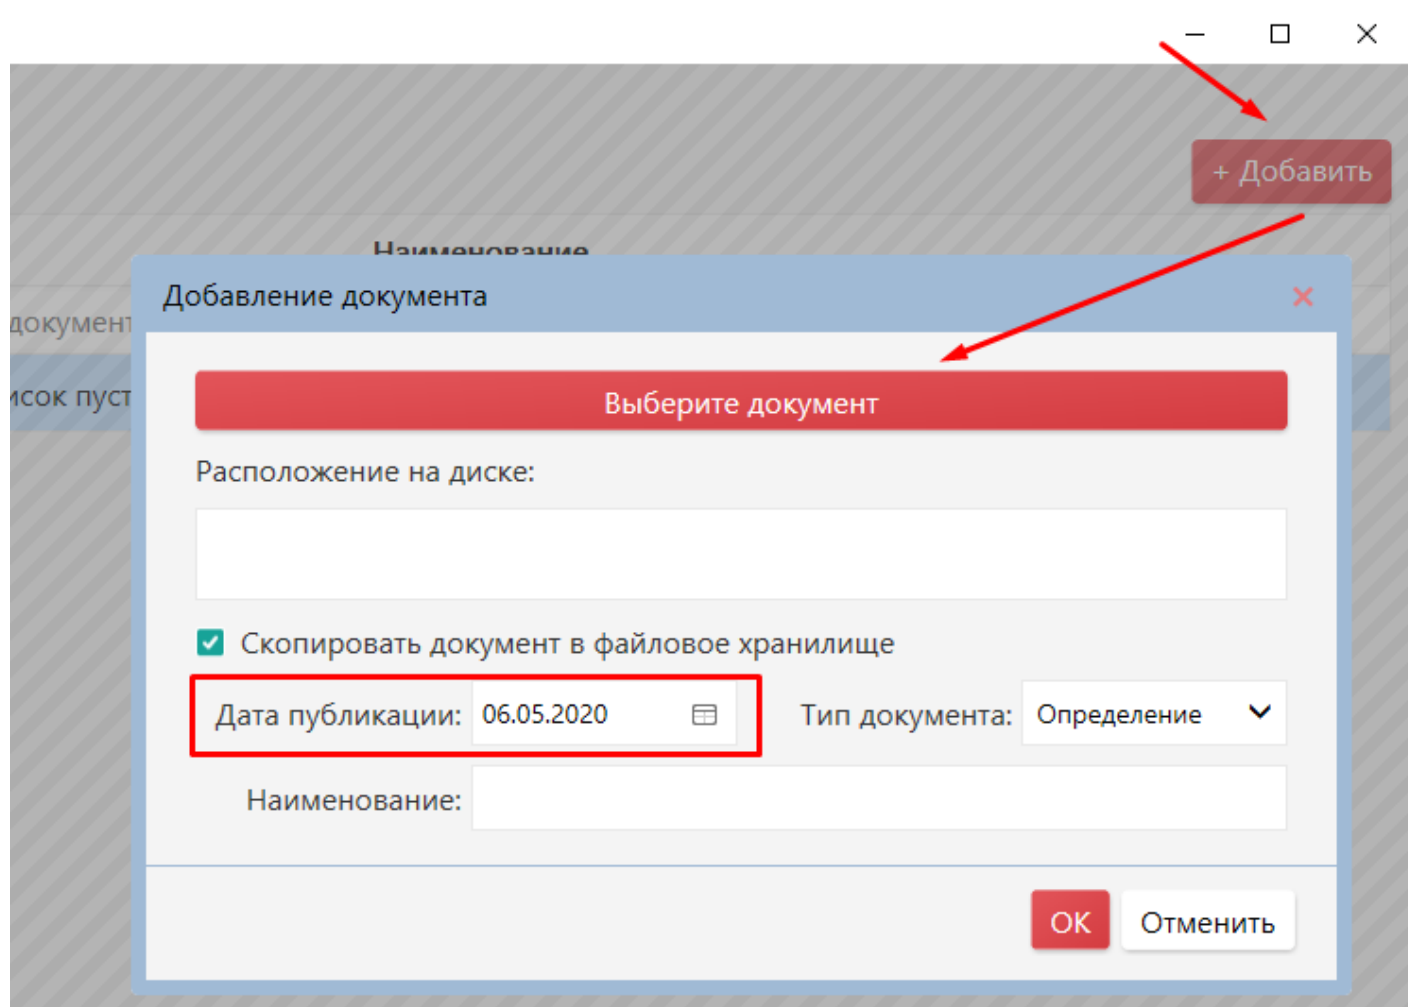 + Добавить
Наименование
Добавление документа
документ
Выберите документ
исок пуст
Расположение на диске:
Скопировать документ в файловое хранилище
Дата публикации: 06.05.2020 Тип документа: Определение
Наименование:
ОК Отменить